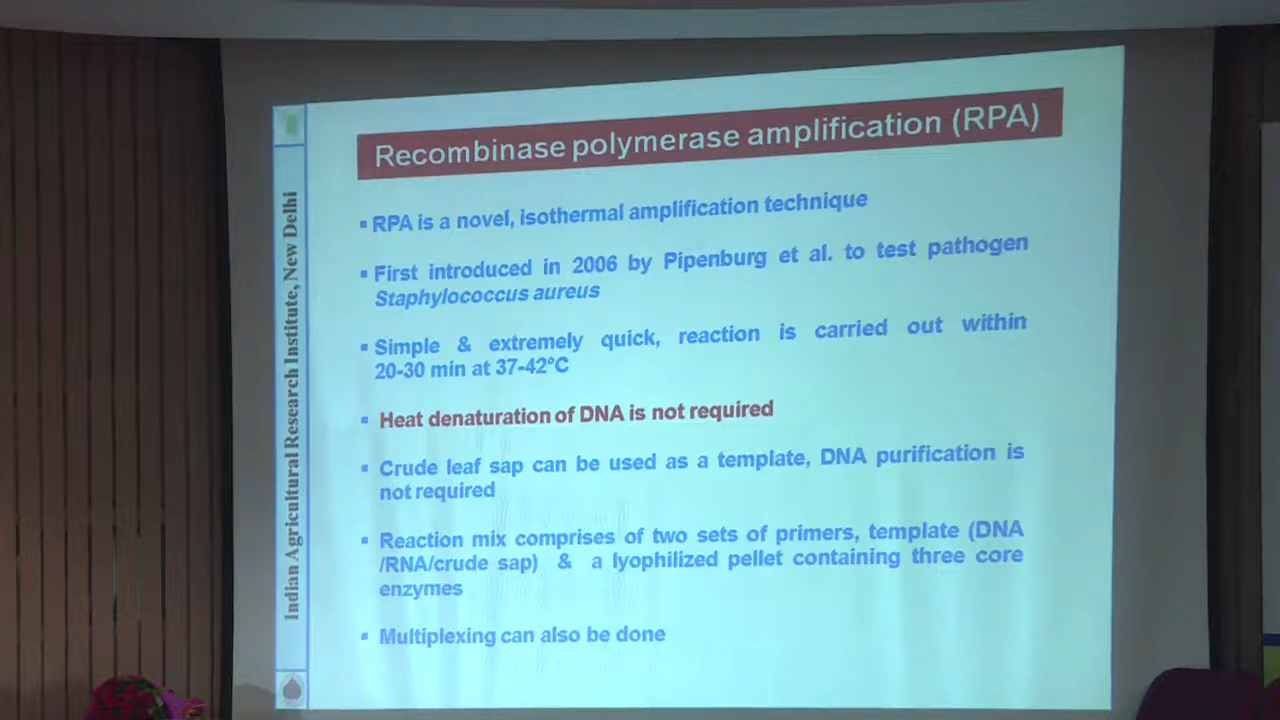 Recombinase polymerase amplification (RPA)
▪ RPA is a novel, isothermal amplification technique
▪ First introduced in 2006 by Pipenburg et al. to test pathogen
Staphylococcus aureus
▪ Simple & extremely quick, reaction is carried out within
20-30 min at 37-42°C
▪ Heat denaturation of DNA is not required
▪ Crude leaf sap can be used as a template, DNA purification is
not required
▪ Reaction mix comprises of two sets of primers, template (DNA
/RNA/crude sap) & a lyophilized pellet containing three core
enzymes
▪ Multiplexing can also be done
Indian Agricultural Research Institute, New Delhi